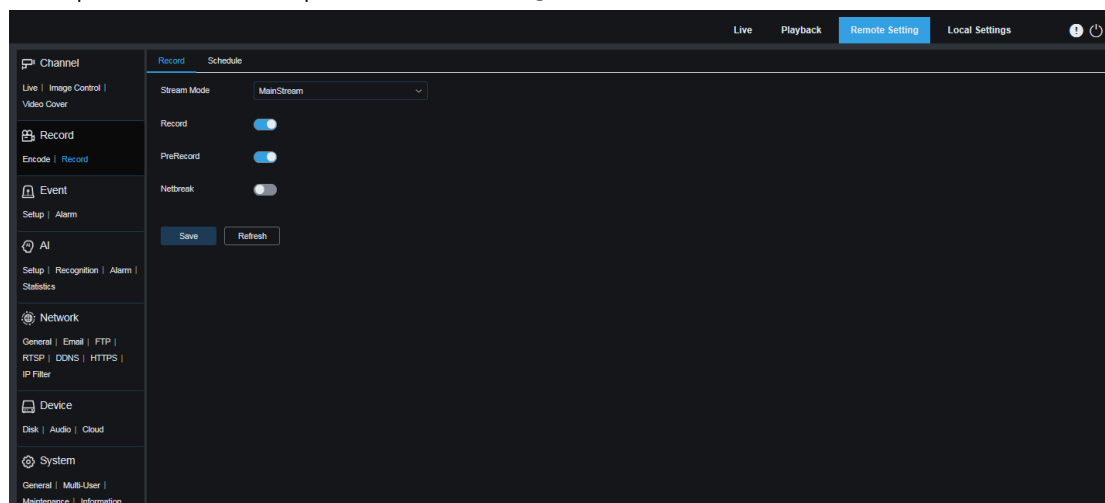 Live Playback Remote Setting Local Settings
Channel
Live | Image Control |
Video Cover
Record
Encode | Record
Event
Setup | Alarm
AI
Setup | Recognition | Alarm |
Statistics
Network
General | Email | FTP |
RTSP | DDNS | HTTPS |
IP Filter
Device
Disk | Audio | Cloud
System
General | Multi-User |
Maintenance | Information
Record Schedule
Stream Mode MainStream
Record
PreRecord
Netbreak
Save Refresh